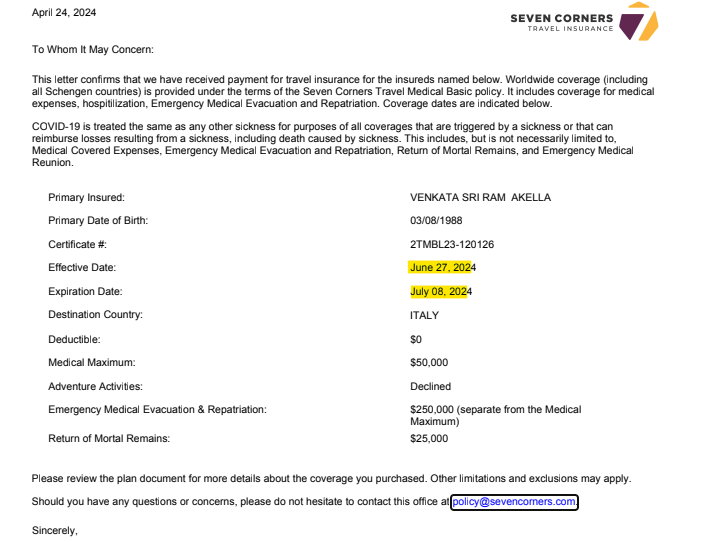 April 24, 2024
SEVEN CORNERS
TRAVEL INSURANCE
7
To Whom It May Concern:
This letter confirms that we have received payment for travel insurance for the insureds named below. Worldwide coverage (including
all Schengen countries) is provided under the terms of the Seven Corners Travel Medical Basic policy. It includes coverage for medical
expenses, hospitilization, Emergency Medical Evacuation and Repatriation. Coverage dates are indicated below.
COVID-19 is treated the same as any other sickness for purposes of all coverages that are triggered by a sickness or that can
reimburse losses resulting from a sickness, including death caused by sickness. This includes, but is not necessarily limited to,
Medical Covered Expenses, Emergency Medical Evacuation and Repatriation, Return of Mortal Remains, and Emergency Medical
Reunion.
Primary Insured: VENKATA SRI RAM AKELLA
Primary Date of Birth: 03/08/1988
Certificate #: 2TMBL23-120126
Effective Date: June 27, 2024
Expiration Date: July 08, 2024
Destination Country: ITALY
Deductible: $0
Medical Maximum: $50,000
Adventure Activities: Declined
Emergency Medical Evacuation & Repatriation: $250,000 (separate from the Medical
Maximum)
Return of Mortal Remains: $25,000
Please review the plan document for more details about the coverage you purchased. Other limitations and exclusions may apply.
Should you have any questions or concerns, please do not hesitate to contact this office at policy@sevencorners.com.
Sincerely,